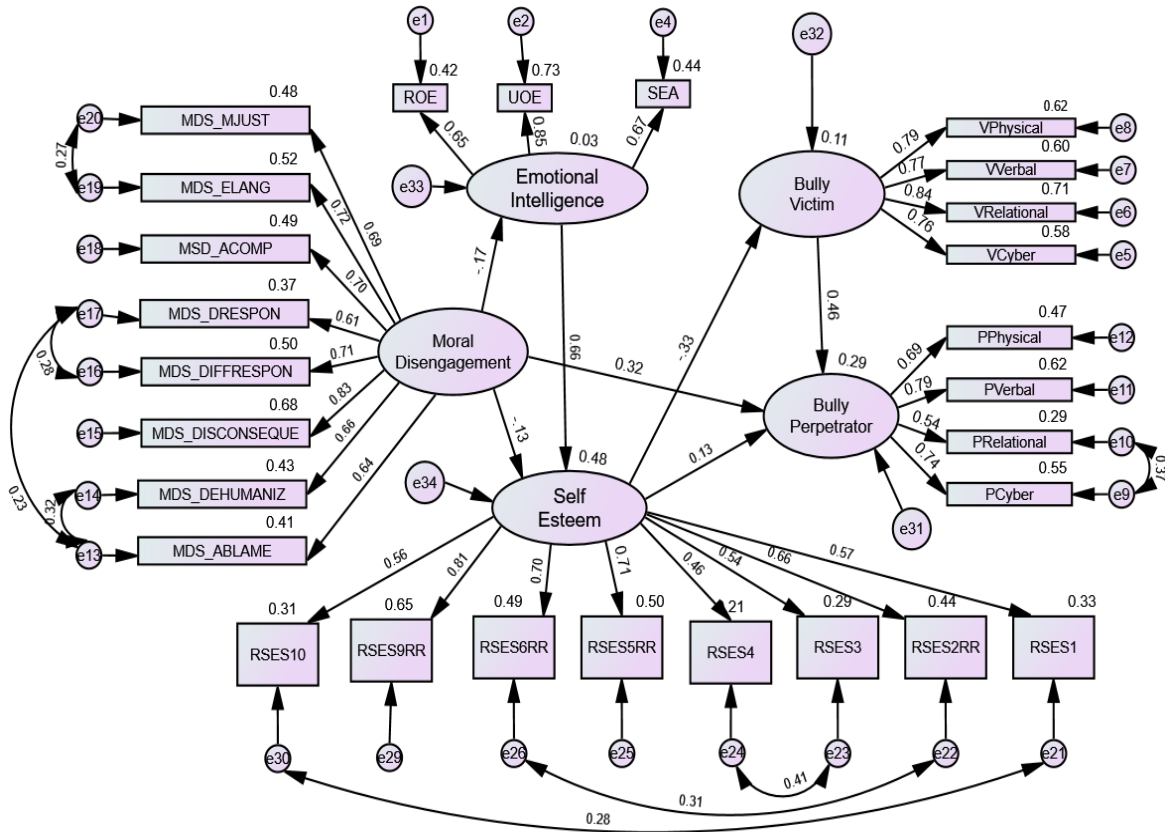 e1
e2
e4
e32
0.42
0.73
0.44
ROE
UOE
SEA
0.65
0.85
0.67
0.03
e33
Emotional
Intelligence
0.48
e20
MDS_MJUST
0.27
0.52
e19
MDS_ELANG
0.49
e18
MSD_ACOMP
0.37
e17
MDS_DRESPON
0.28
0.50
e16
MDS_DIFFRESPON
0.68
e15
MDS_DISCONSEQUE
0.43
e14
MDS_DEHUMANIZ
0.32
0.23
0.41
e13
MDS_ABLAME
0.69
0.72
0.70
0.61
0.71
0.83
0.66
0.64
Moral
Disengagement
-.17
0.66
0.32
-.13
-.33
0.13
0.46
0.11
Bully
Victim
0.79
0.77
0.84
0.76
0.62
VPhysical
e8
0.60
VVerbal
e7
0.71
VRelational
e6
0.58
VCyber
e5
0.29
Bully
Perpetrator
e31
0.69
0.79
0.54
0.74
0.47
PPhysical
e12
0.62
PVerbal
e11
0.29
PRelational
e10
0.37
0.55
PCyber
e9
e34
0.48
Self
Esteem
0.56
0.81
0.70
0.71
0.46
0.54
0.66
0.57
0.31
0.65
0.49
0.50
.21
0.29
0.44
0.33
RSES10
RSES9RR
RSES6RR
RSES5RR
RSES4
RSES3
RSES2RR
RSES1
e30
e29
e26
e25
e24
e23
e22
e21
0.41
0.31
0.28